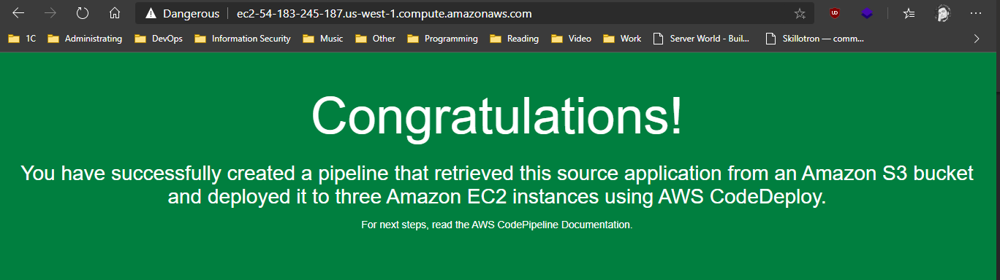 Dangerous ec2-54-183-245-187.us-west-1.compute.amazonaws.com
1C Administrating DevOps Information Security Music Other Programming Reading Video Work Server World - Buil... Skillotron — comm...
Congratulations!
You have successfully created a pipeline that retrieved this source application from an Amazon S3 bucket
and deployed it to three Amazon EC2 instances using AWS CodeDeploy.
For next steps, read the AWS CodePipeline Documentation.